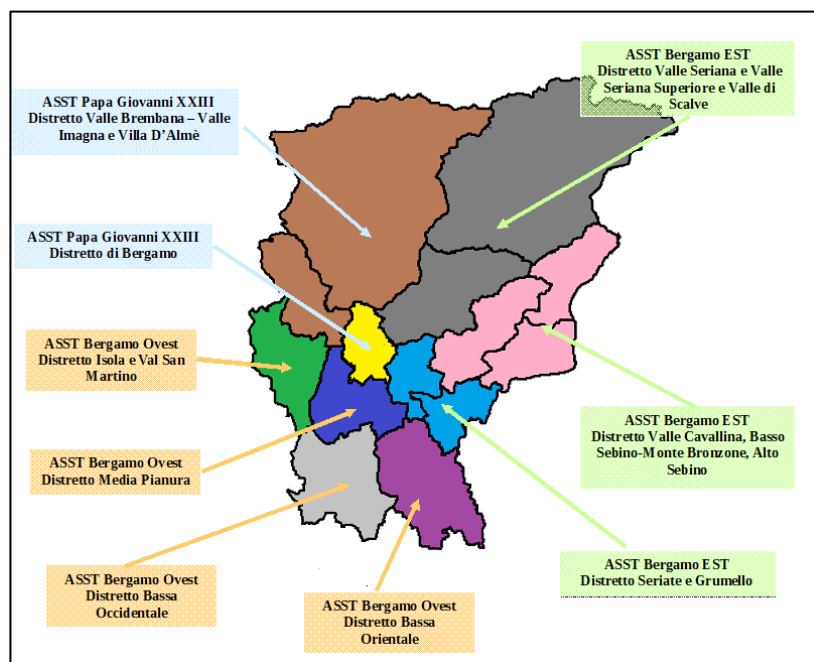 ASST Bergamo EST
Distretto Valle Seriana e Valle
Seriana Superiore e Valle di
Scalve
ASST Papa Giovanni XXIII
Distretto Valle Brembana – Valle
Imagna e Villa D’Almè
ASST Papa Giovanni XXIII
Distretto di Bergamo
ASST Bergamo Ovest
Distretto Isola e Val San
Martino
ASST Bergamo EST
Distretto Valle Cavallina, Basso
Sebino-Monte Bronzone, Alto
Sebino
ASST Bergamo Ovest
Distretto Media Pianura
ASST Bergamo EST
Distretto Seriate e Grumello
ASST Bergamo Ovest
Distretto Bassa
Occidentale
ASST Bergamo Ovest
Distretto Bassa
Orientale